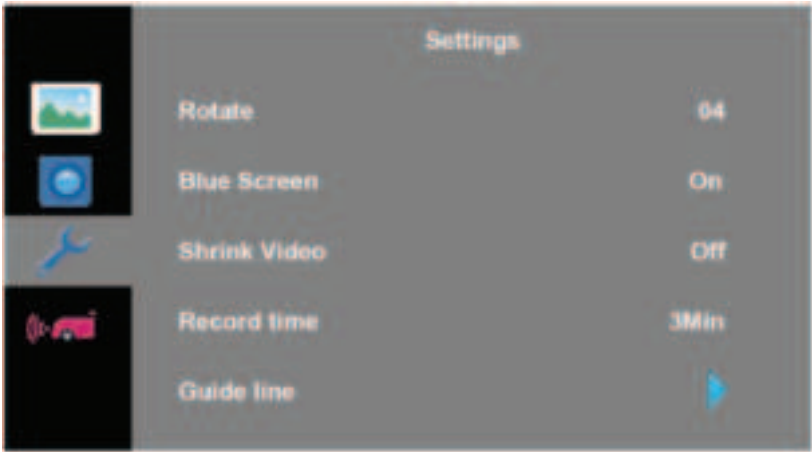 Settings
Rotate 04
Blue Screen On
Shrink Video Off
Record time 3Min
Guide line